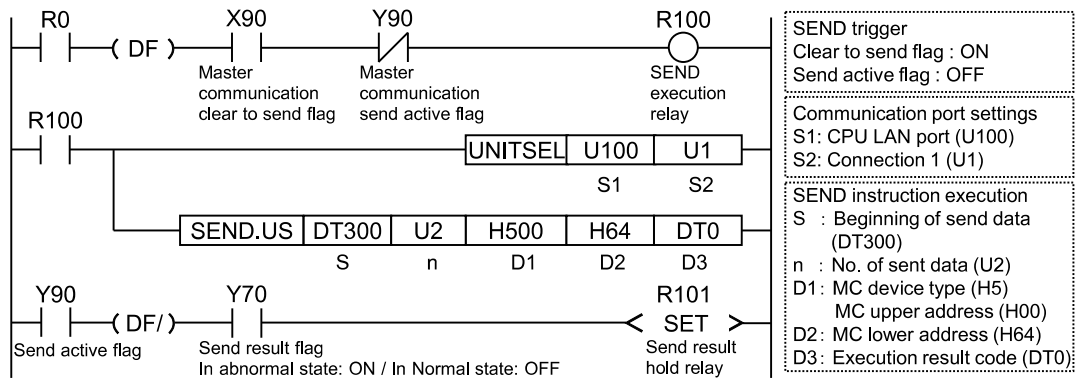 R0
X90
Y90
R100
( DF )
Master
communication
clear to send flag
Master
communication
send active flag
SEND
execution
relay
R100
UNITSEL U100 U1
S1 S2
SEND.US DT300 U2 H500 H64 DT0
S n D1 D2 D3
Y90
(DF/)
Y70
R101
< SET >
Send active flag
Send result flag
In abnormal state: ON / In Normal state: OFF
Send result
hold relay
SEND trigger
Clear to send flag : ON
Send active flag : OFF
Communication port settings
S1: CPU LAN port (U100)
S2: Connection 1 (U1)
SEND instruction execution
S : Beginning of send data
(DT300)
n : No. of sent data (U2)
D1 : MC device type (H5)
MC upper address (H00)
D2 : MC lower address (H64)
D3 : Execution result code (DT0)